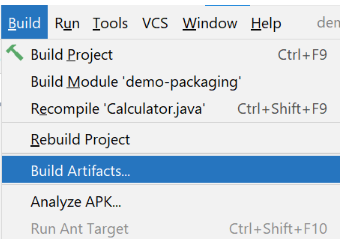 Build Run Tools VCS Window Help
Build Project Ctrl+F9
Build Module 'demo-packaging'
Recompile 'Calculator.java' Ctrl+Shift+F9
Rebuild Project
Build Artifacts...
Analyze APK...
Run Ant Target Ctrl+Shift+F10